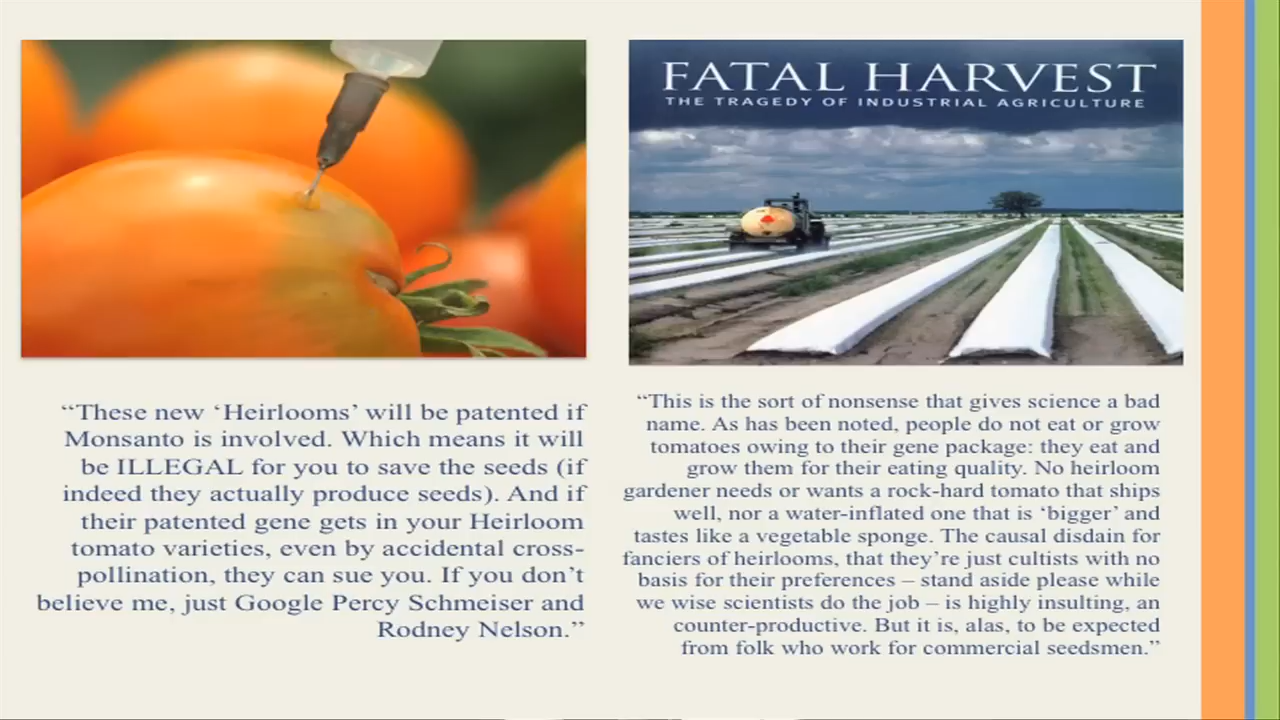 FATAL HARVEST
THE TRAGEDY OF INDUSTRIAL AGRICULTURE
“These new ‘Heirlooms’ will be patented if
Monsanto is involved. Which means it will
be ILLEGAL for you to save the seeds (if
indeed they actually produce seeds). And if
their patented gene gets in your Heirloom
tomato varieties, even by accidental cross-
pollination, they can sue you. If you don’t
believe me, just Google Percy Schmeiser and
Rodney Nelson.”
“This is the sort of nonsense that gives science a bad
name. As has been noted, people do not eat or grow
tomatoes owing to their gene package: they eat and
grow them for their eating quality. No heirloom
gardener needs or wants a rock-hard tomato that ships
well, nor a water-inflated one that is ‘bigger’ and
tastes like a vegetable sponge. The causal disdain for
fanciers of heirlooms, that they’re just cultists with no
basis for their preferences – stand aside please while
we wise scientists do the job – is highly insulting, an
counter-productive. But it is, alas, to be expected
from folk who work for commercial seedsmen.”